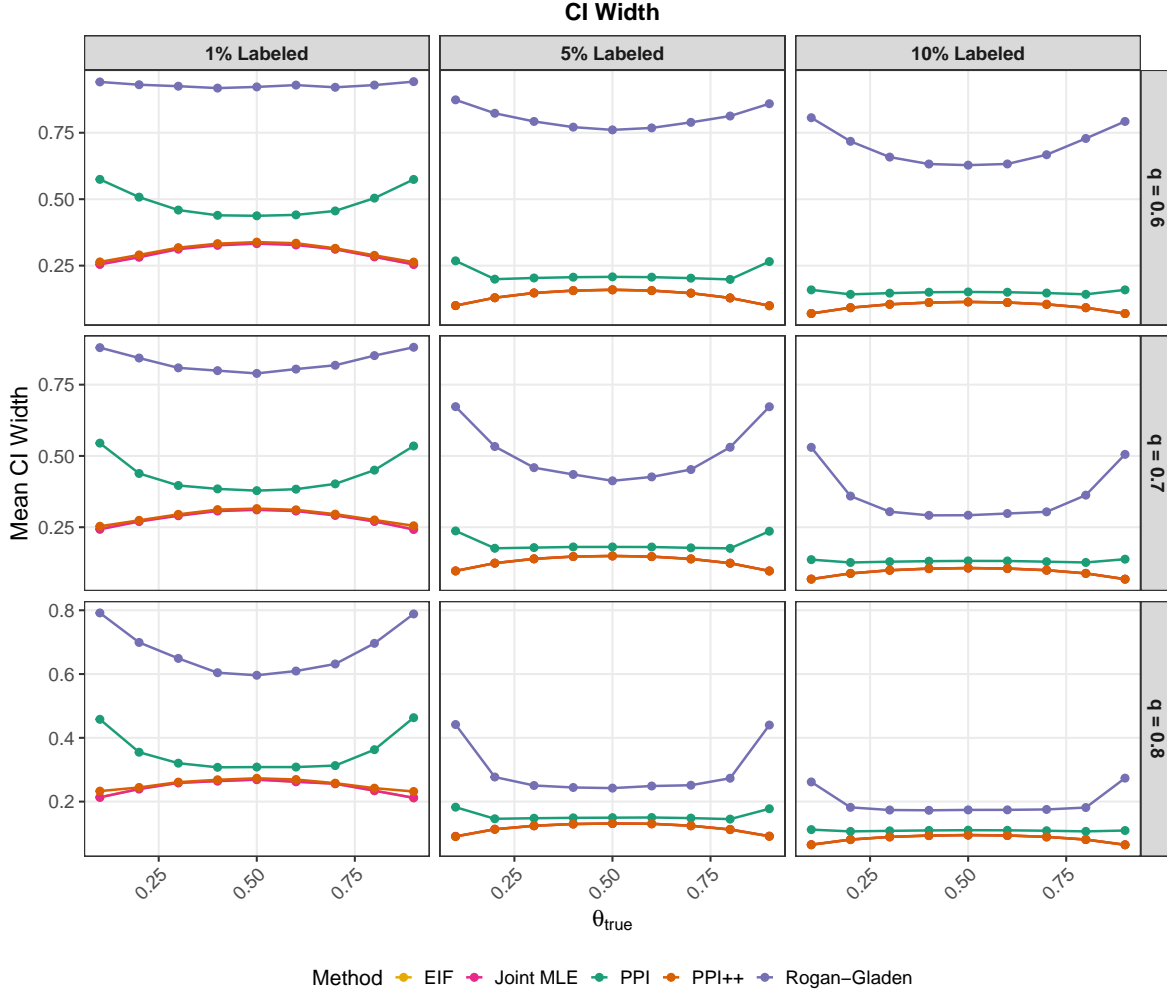 CI Width
1% Labeled
5% Labeled
10% Labeled
Mean CI Width
0.75
0.50
0.25
q = 0.6
0.75
0.50
0.25
q = 0.7
0.8
0.6
0.4
0.2
q = 0.8
0.25
0.50
0.75
0.25
0.50
0.75
0.25
0.50
0.75
θtrue
Method
EIF
Joint MLE
PPI
PPI++
Rogan−Gladen